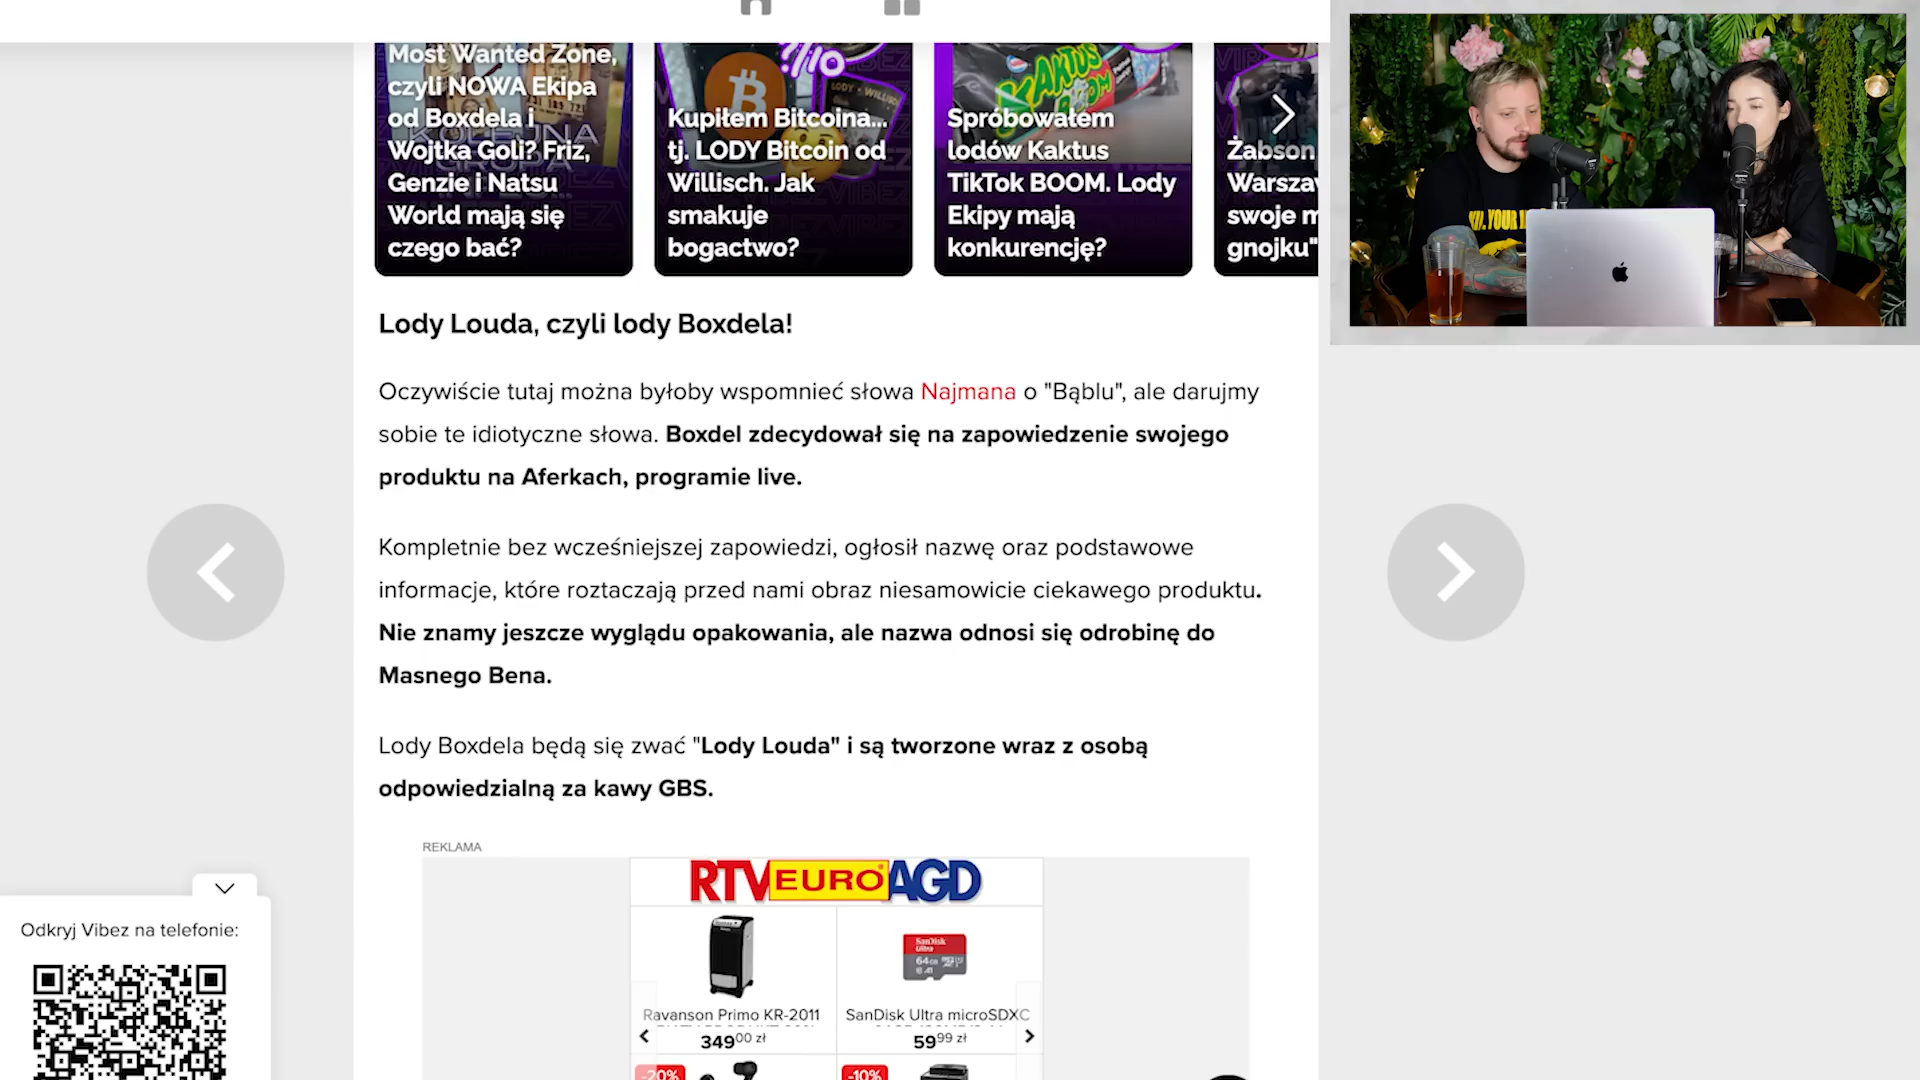 Most Wanted Zone,
czyli NOWA Ekipa
od Boxdela i
Wojtka Goli? Friz,
Genzie i Natsu
World mają się
czego bać?
?/10
Kupiłem Bitcoina...
tj. LODY Bitcoin od
Willisch. Jak
smakuje
bogactwo?
KAKTUS
Spróbowałem
lodów Kaktus
TikTok BOOM. Lody
Ekipy mają
konkurencję?
Żabson
swoje
gnojku"
Lody Louda, czyli lody Boxdela!
Oczywiście tutaj można byłoby wspomnieć słowa Najmana o "Bąblu", ale darujmy
sobie te idiotyczne słowa. Boxdel zdecydował się na zapowiedzenie swojego
produktu na Aferkach, programie live.
Kompletnie bez wcześniejszej zapowiedzi, ogłosił nazwę oraz podstawowe
informacje, które roztaczają przed nami obraz niesamowicie ciekawego produktu.
Nie znamy jeszcze wyglądu opakowania, ale nazwa odnosi się odrobinę do
Masnego Bena.
Lody Boxdela będą się zwać "Lody Louda" i są tworzone wraz z osobą
odpowiedzialną za kawy GBS.
REKLAMA
RTV EURO AGD
SanDisk
Ultra
64GB
Ravanson Primo KR-2011
349,00 zł
SanDisk Ultra microSDXC
59,99 zł
-20%
-10%
Odkryj Vibez na telefonie: